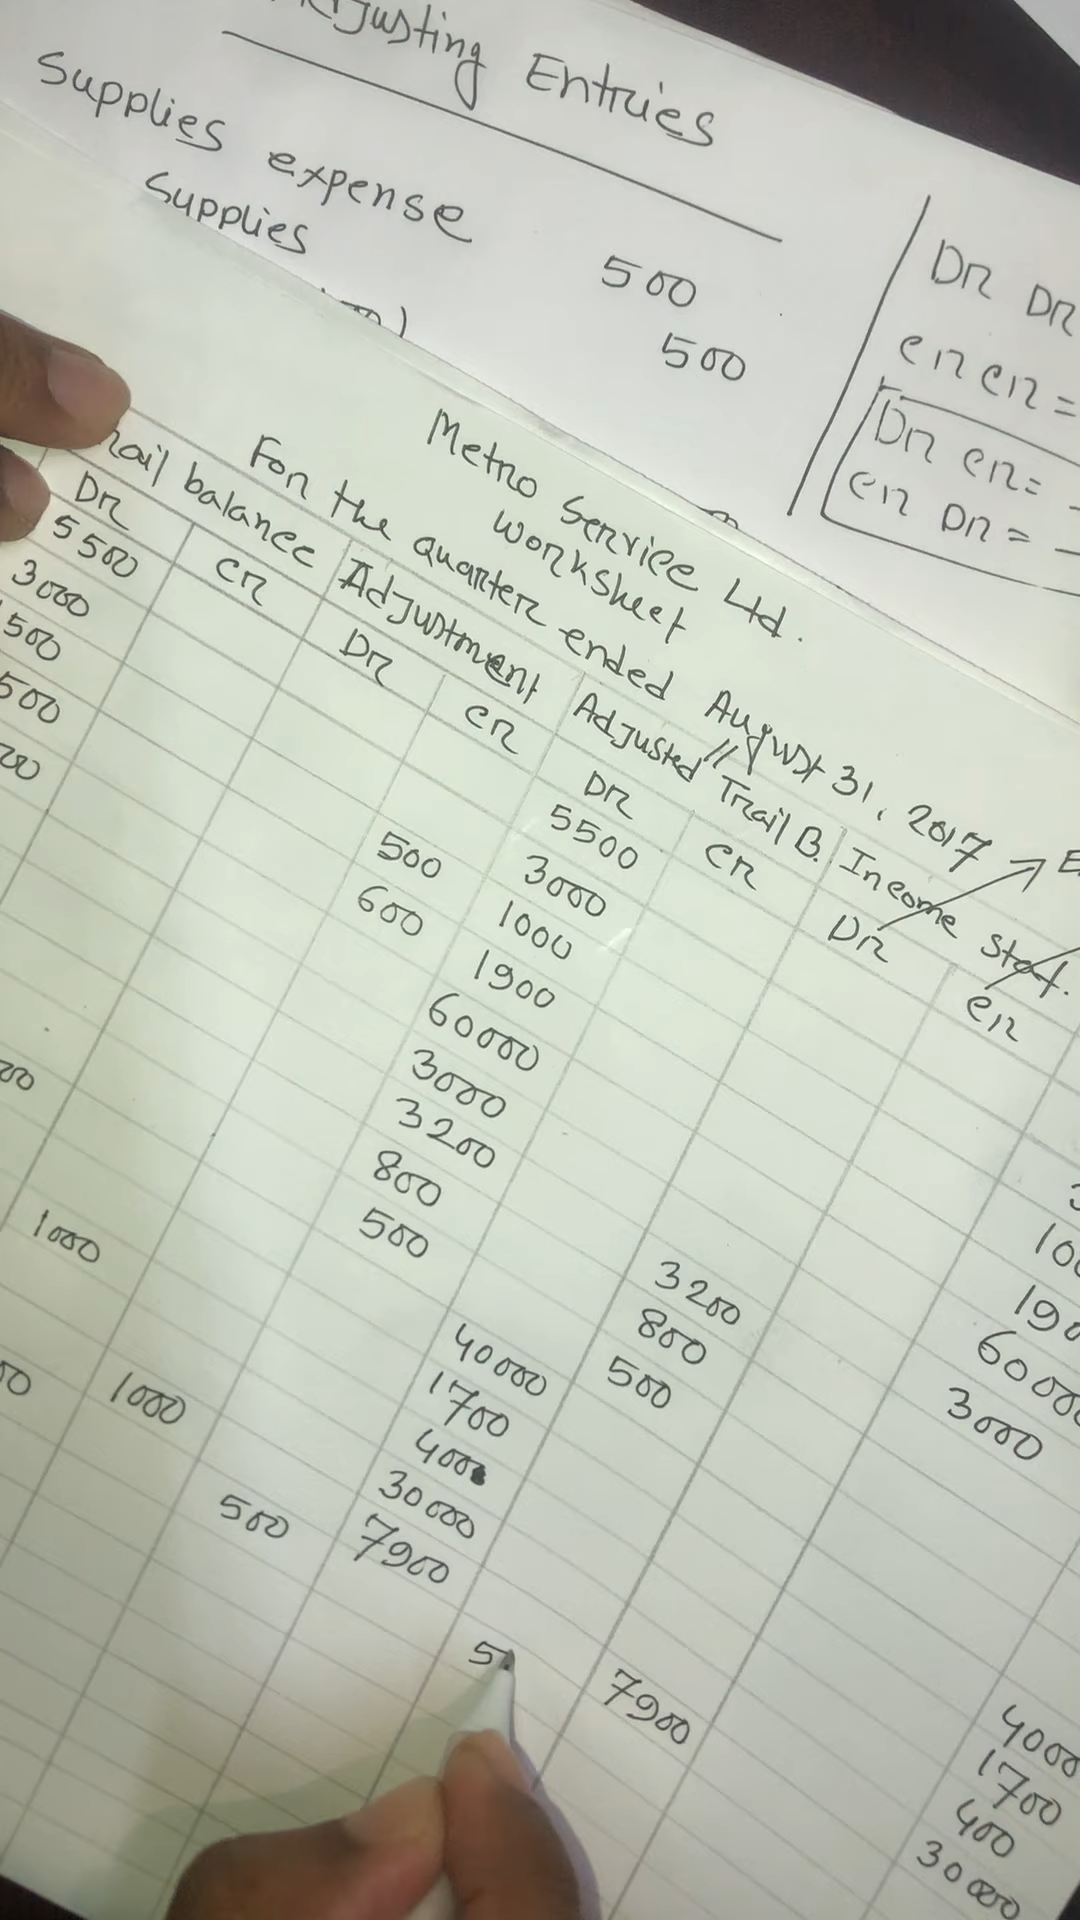 Adjusting Entries
Supplies expense 500
Supplies 500
Dr Dr
Cr Cr =
Dr Cr =
Cr Dr =
Metro Service Ltd.
Worksheet
For the quarter ended August 31, 2017
Trail balance Adjustment Adjusted Trail B. Income Stat.
Dr Cr Dr Cr Dr Cr Dr Cr
5500 5500
3000 3000
500 1000
500 500 1900
600 60000
3000
3200 3200
800 800
500 500
1000 40000
1000 1700
400
30000
500 7900 7900
60000
3000
1700
400
30000